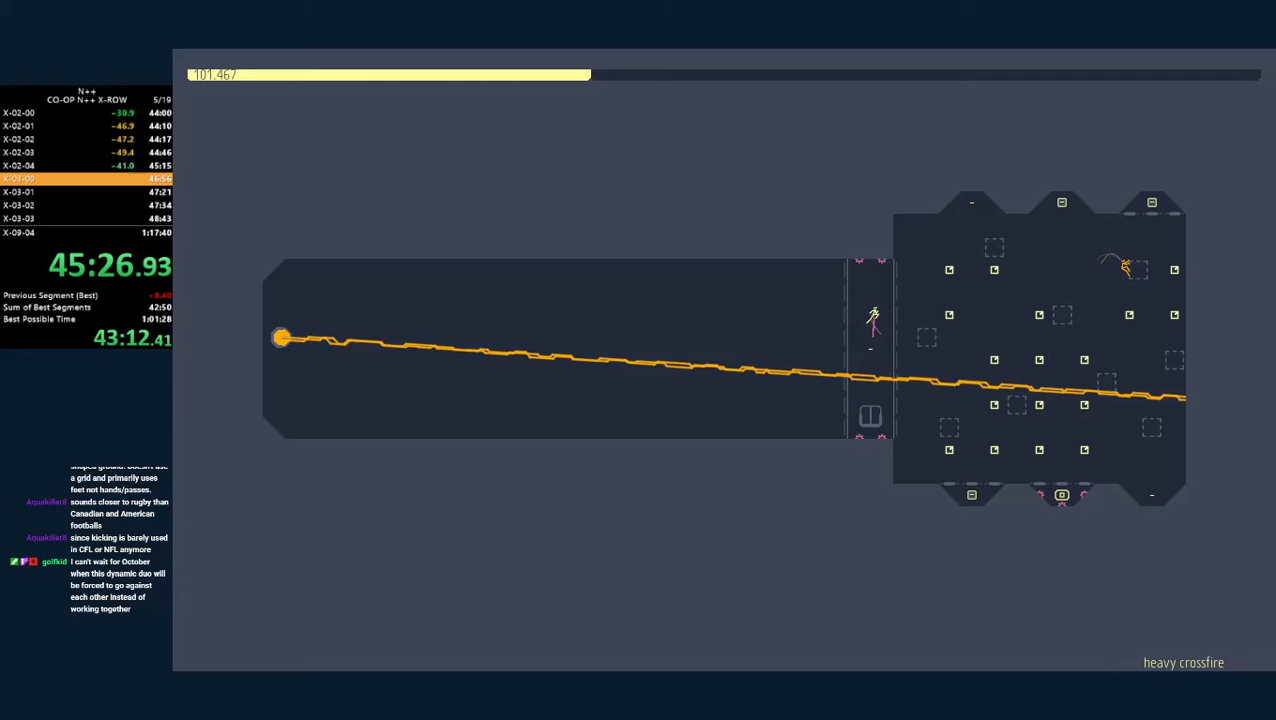 101.467
N++
CO-OP N++ X-ROW 5/19
X-02-00 -30.9 44:00
X-02-01 -46.9 44:10
X-02-02 -47.2 44:17
X-02-03 -49.4 44:46
X-02-04 -41.0 45:15
X-03-00 46:56
X-03-01 47:21
X-03-02 47:34
X-03-03 48:43
X-09-04 1:17:40
45:26.93
Previous Segment (Best) +8.40
Sum of Best Segments 42:50
Best Possible Time 1:01:28
43:12.41
shaped ground. Doesn't use
a grid and primarily uses
feet not hands/passes.
Aquakiller8 sounds closer to rugby than
Canadian and American
footballs
Aquakiller8 since kicking is barely used
in CFL or NFL anymore
golfkid I can't wait for October
when this dynamic duo will
be forced to go against
each other instead of
working together
heavy crossfire